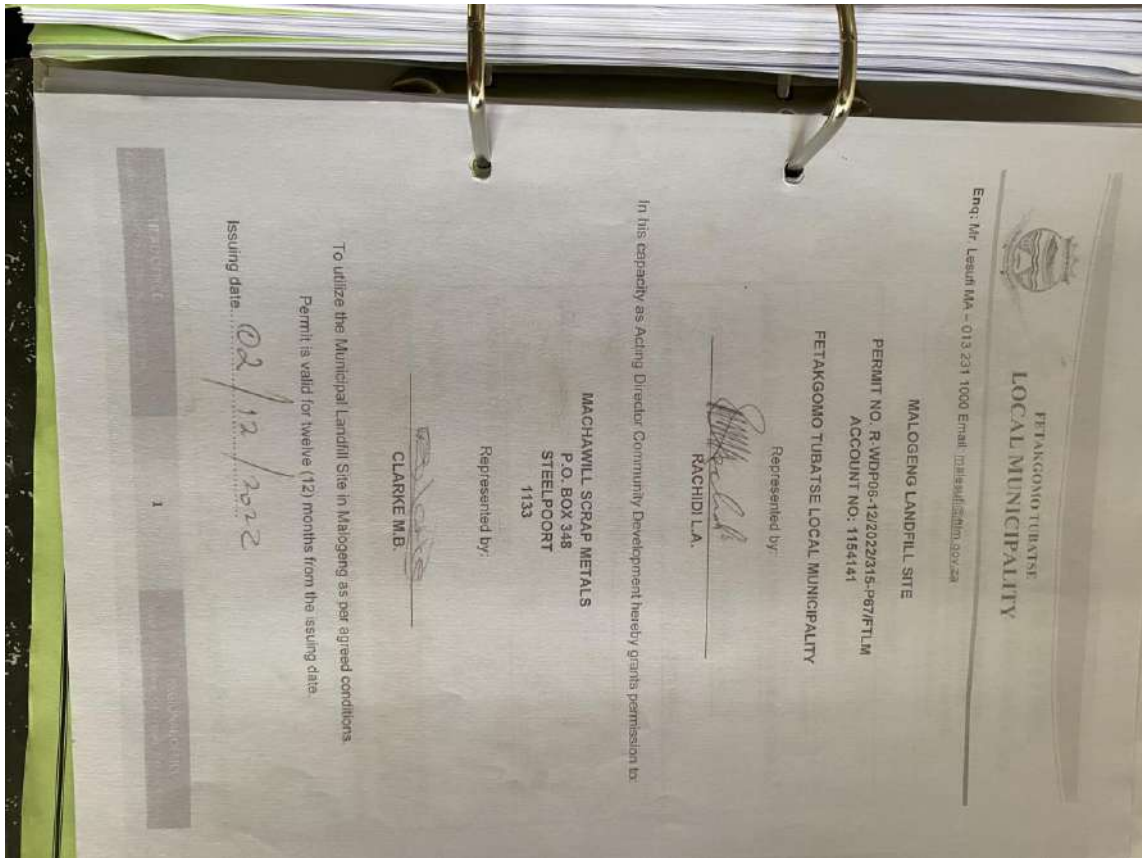 FETAKGOMO TUBATSE
LOCAL MUNICIPALITY
Enq: Mr. Lesufi MA – 013 231 1000 Email: malesufi@ftlm.gov.za
MALOGENG LANDFILL SITE
PERMIT NO. R-WDP06-12/2022/315-P67/FTLM
ACCOUNT NO: 1154141
FETAKGOMO TUBATSE LOCAL MUNICIPALITY
Represented by:
RACHIDI L.A.
In his capacity as Acting Director Community Development hereby grants permission to:
MACHAWILL SCRAP METALS
P.O. BOX 348
STEELPOORT
1133
Represented by:
CLARKE M.B.
To utilize the Municipal Landfill Site in Malogeng as per agreed conditions.
Permit is valid for twelve (12) months from the issuing date.
Issuing date 02/12/2022
1